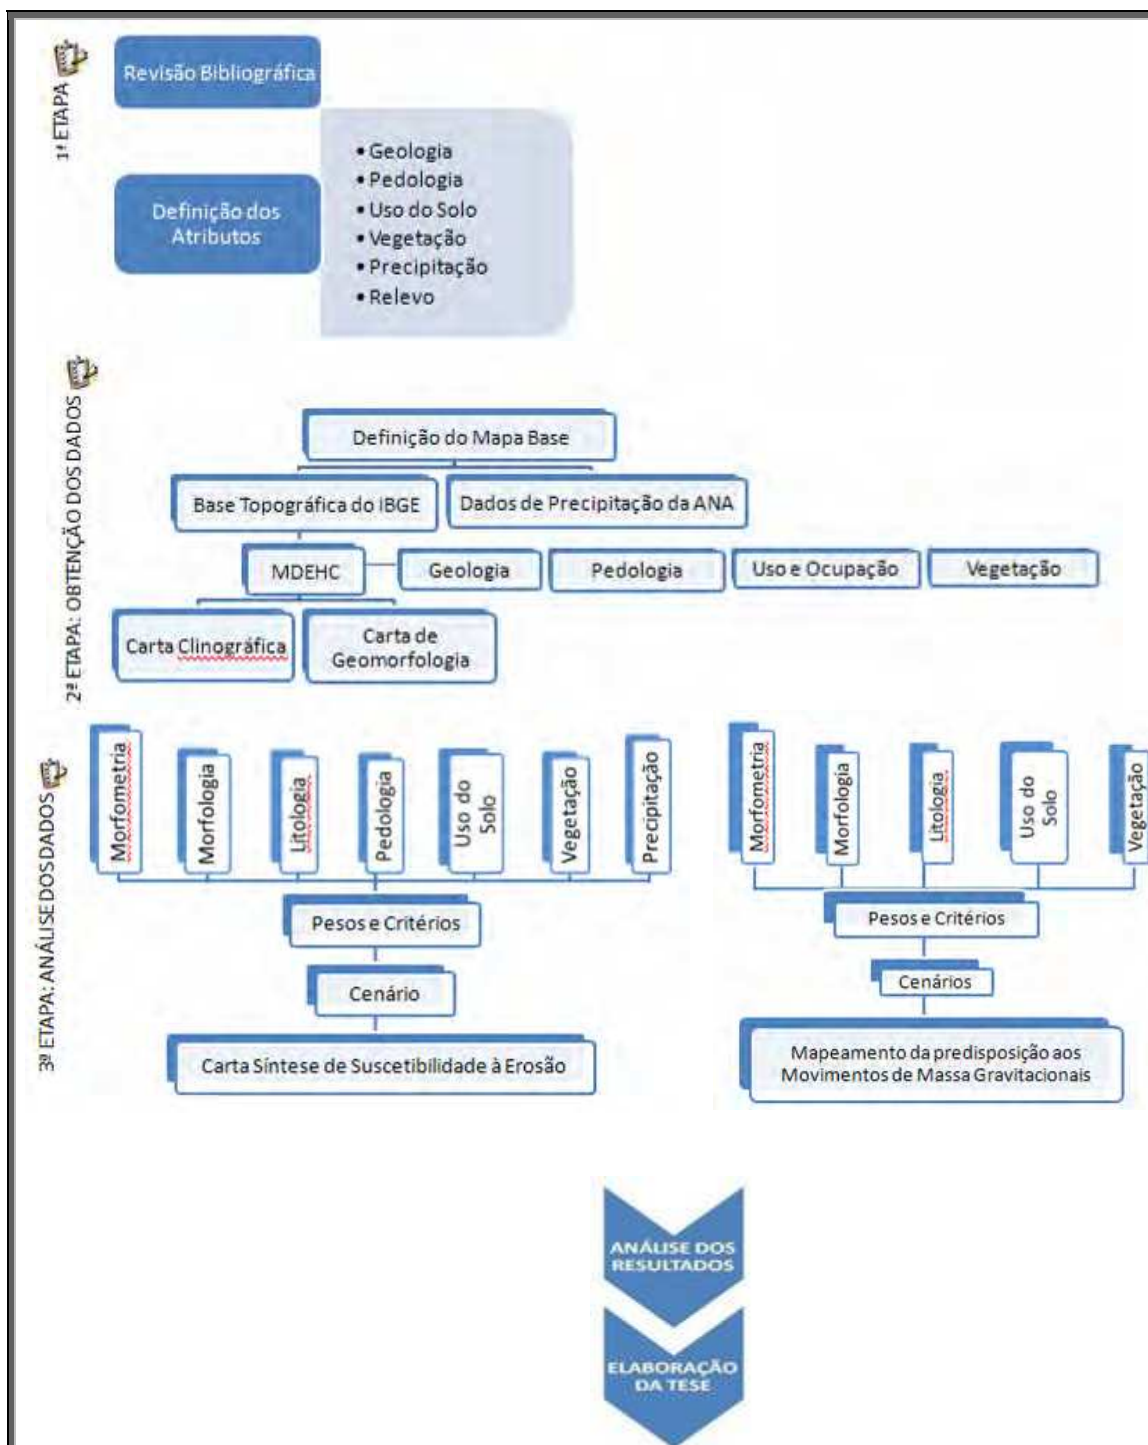 1ª ETAPA
Revisão Bibliográfica
Definição dos
Atributos
• Geologia
• Pedologia
• Uso do Solo
• Vegetação
• Precipitação
• Relevo
2ª ETAPA: OBTENÇÃO DOS DADOS
Definição do Mapa Base
Base Topográfica do IBGE
Dados de Precipitação da ANA
MDEHC
Geologia
Pedologia
Uso e Ocupação
Vegetação
Carta Clinográfica
Carta de
Geomorfologia
3ª ETAPA: ANÁLISE DOS DADOS
Morfometria
Morfologia
Litologia
Pedologia
Uso do
Solo
Vegetação
Precipitação
Pesos e Critérios
Cenário
Carta Síntese de Suscetibilidade à Erosão
Morfometria
Morfologia
Litologia
Uso do
Solo
Vegetação
Pesos e Critérios
Cenários
Mapeamento da predisposição aos
Movimentos de Massa Gravitacionais
ANÁLISE DOS
RESULTADOS
ELABORAÇÃO
DA TESE